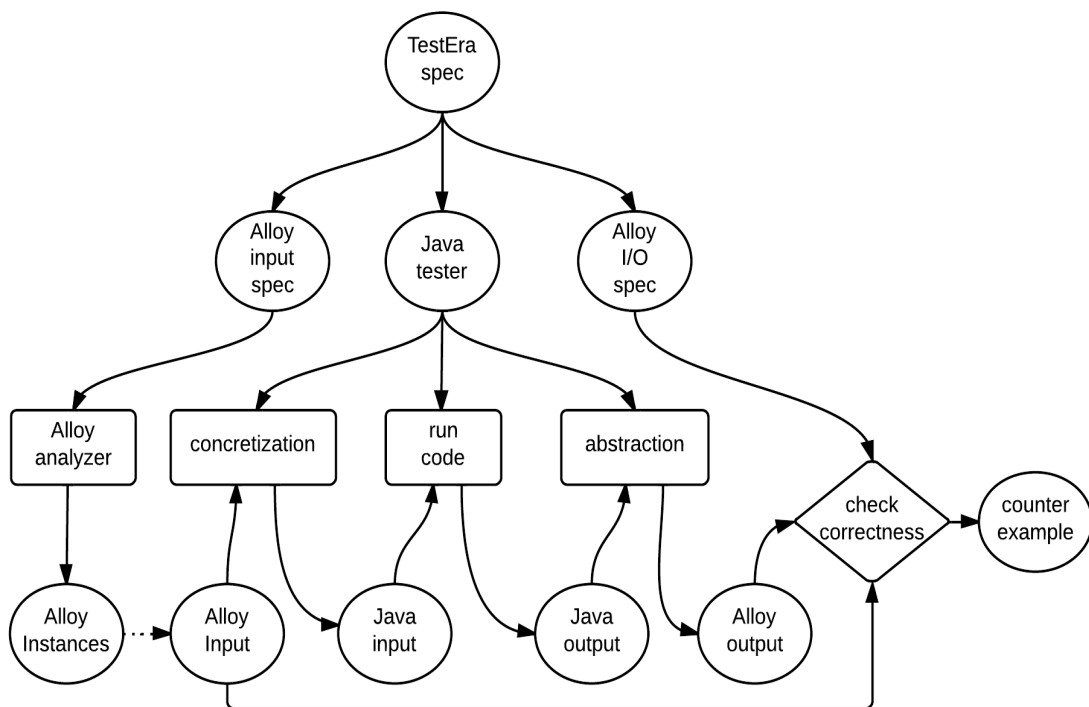 TestEra
spec
Alloy
input
spec
Java
tester
Alloy
I/O
spec
Alloy
analyzer
concretization
run
code
abstraction
check
correctness
counter
example
Alloy
Instances
Alloy
Input
Java
input
Java
output
Alloy
output